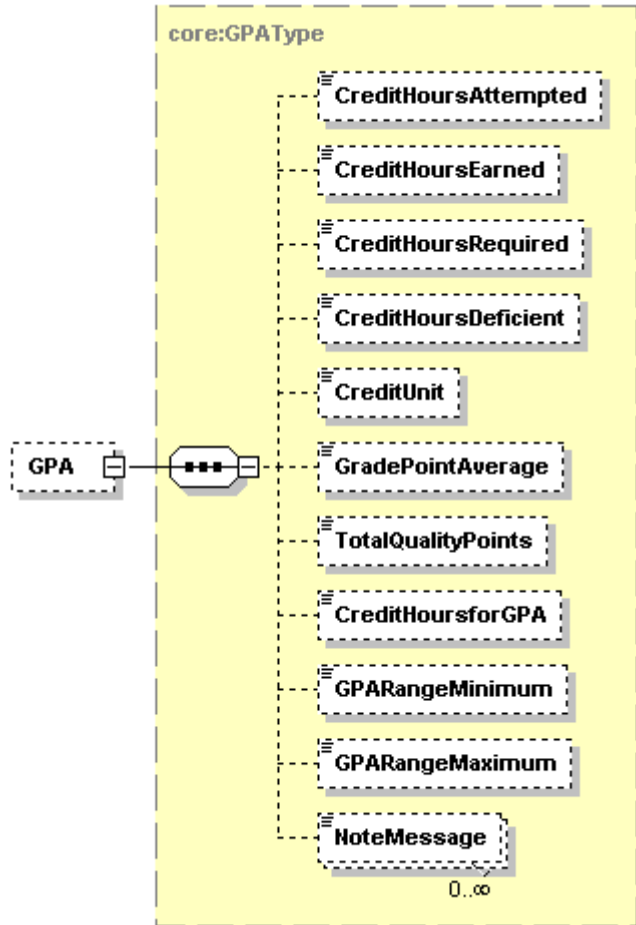 core:GPAType
CreditHoursAttempted
CreditHoursEarned
CreditHoursRequired
CreditHoursDeficient
CreditUnit
GPA
GradePointAverage
TotalQualityPoints
CreditHoursforGPA
GPARangeMinimum
GPARangeMaximum
NoteMessage
0..∞